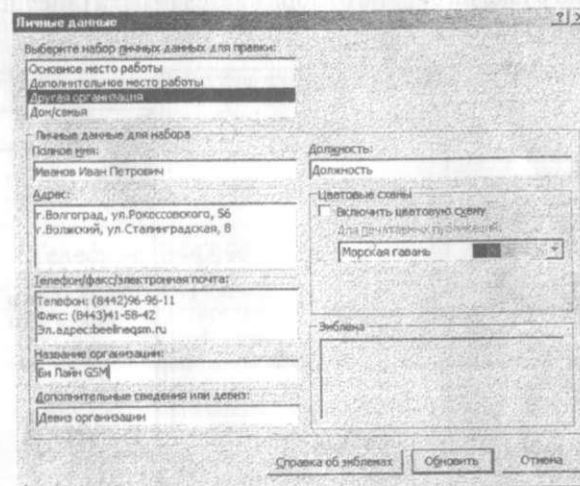 Личные данные
Выберите набор личных данных для правки:
Основное место работы
Дополнительное место работы
Другая организация
Дом/семья
Личные данные для набора
Полное имя:
Иванов Иван Петрович
Должность:
Должность
Адрес:
г.Волгоград, ул.Рокоссовского, 56
г.Волжский, ул.Сталинградская, 8
Цветовые схемы
Включить цветовую схему
Для печатаемых публикаций:
Морская гавань
Телефон/факс/электронная почта:
Телефон: (8442)96-96-11
Факс: (8443)41-58-42
Эл.адрес:beelinegsm.ru
Эмблема
Название организации:
Би Лайн GSM
Дополнительные сведения или девиз:
Девиз организации
Справка об эмблемах
Обновить
Отмена